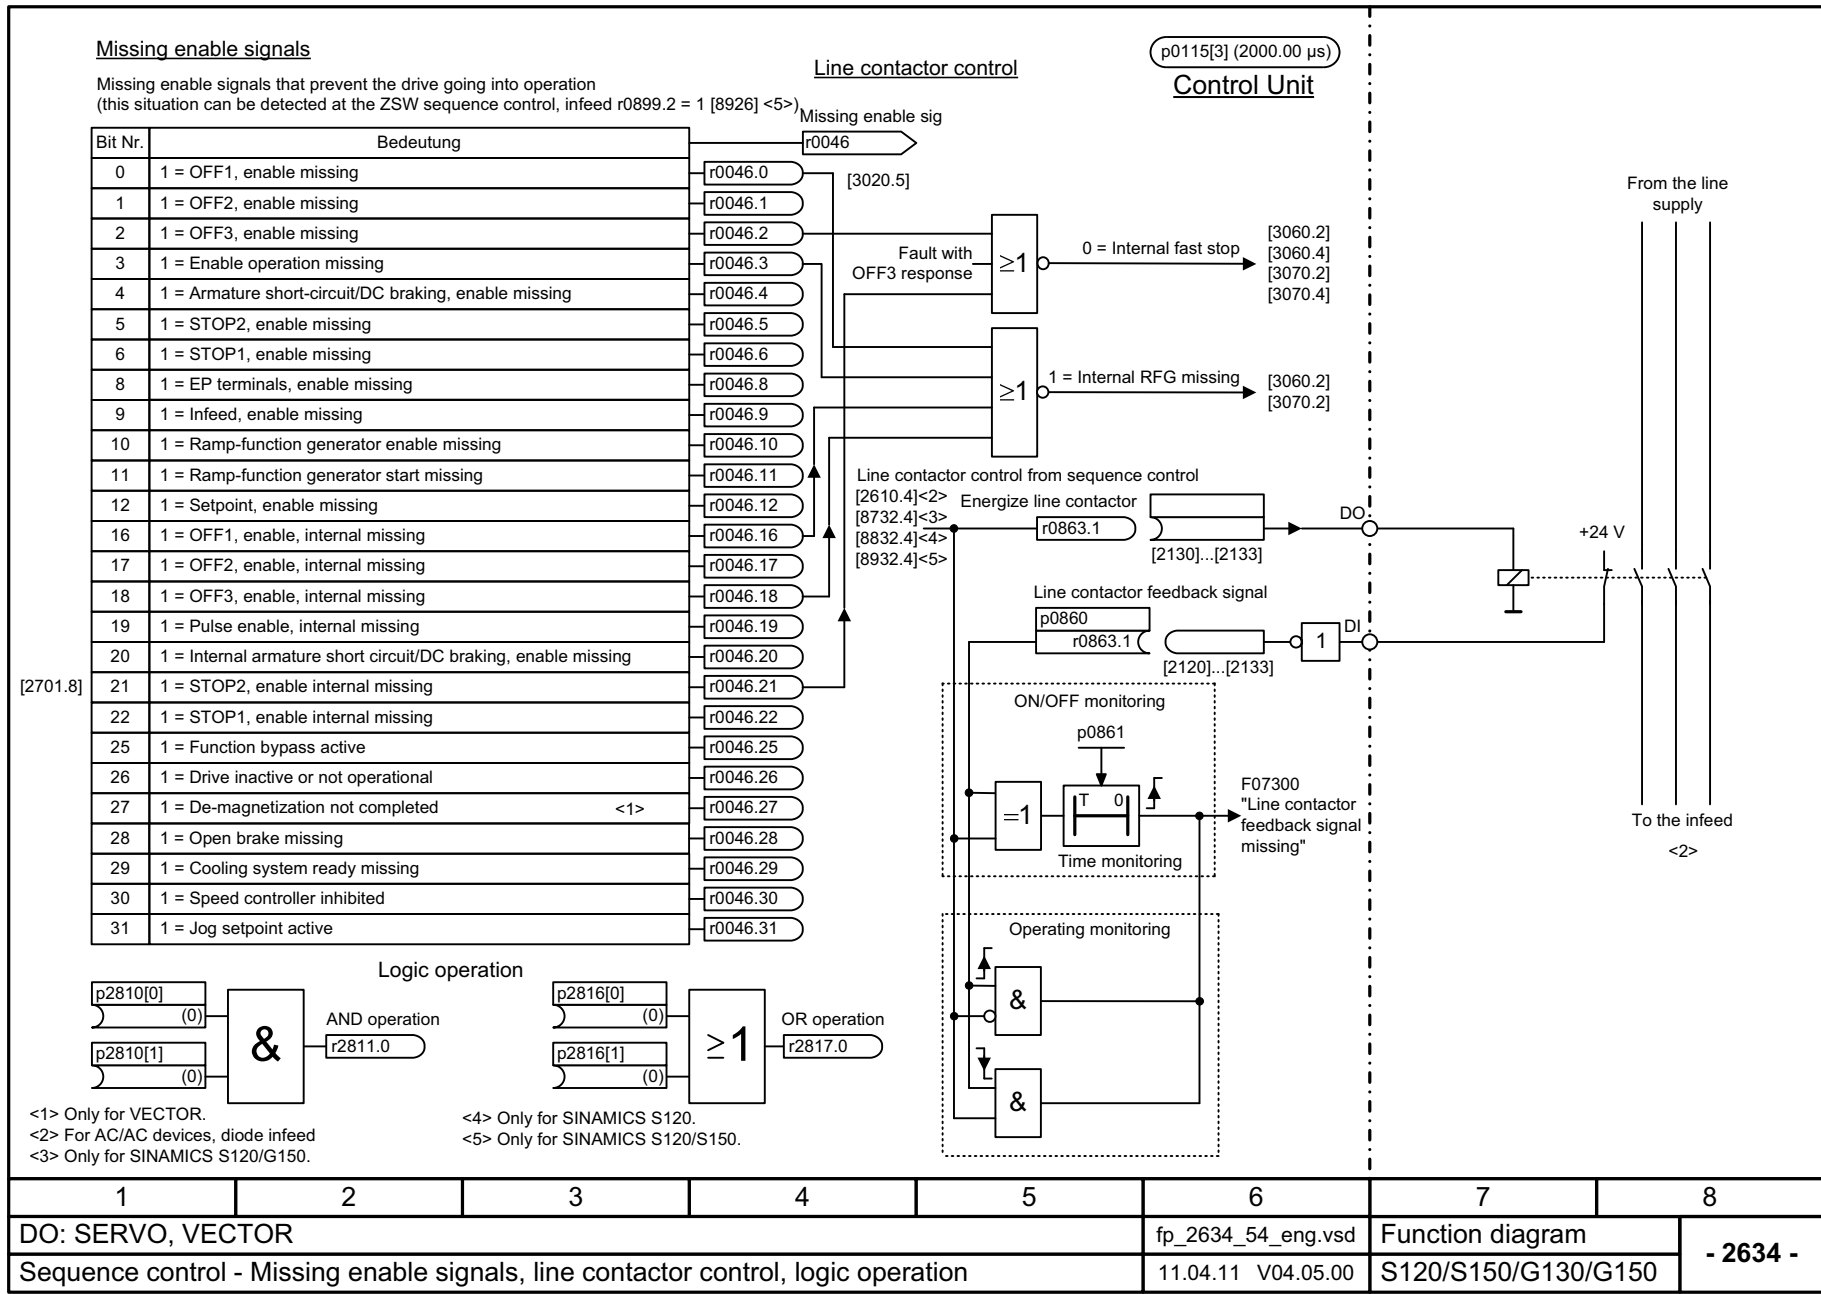 Missing enable signals
Missing enable signals that prevent the drive going into operation
(this situation can be detected at the ZSW sequence control, infeed r0899.2 = 1 [8926] <5>)
Line contactor control
p0115[3] (2000.00 µs)
Control Unit
Missing enable sig
r0046
Bit Nr. Bedeutung
0 1 = OFF1, enable missing r0046.0
1 1 = OFF2, enable missing r0046.1
2 1 = OFF3, enable missing r0046.2
3 1 = Enable operation missing r0046.3
4 1 = Armature short-circuit/DC braking, enable missing r0046.4
5 1 = STOP2, enable missing r0046.5
6 1 = STOP1, enable missing r0046.6
8 1 = EP terminals, enable missing r0046.8
9 1 = Infeed, enable missing r0046.9
10 1 = Ramp-function generator enable missing r0046.10
11 1 = Ramp-function generator start missing r0046.11
12 1 = Setpoint, enable missing r0046.12
16 1 = OFF1, enable, internal missing r0046.16
17 1 = OFF2, enable, internal missing r0046.17
18 1 = OFF3, enable, internal missing r0046.18
19 1 = Pulse enable, internal missing r0046.19
20 1 = Internal armature short circuit/DC braking, enable missing r0046.20
[2701.8] 21 1 = STOP2, enable internal missing r0046.21
22 1 = STOP1, enable internal missing r0046.22
25 1 = Function bypass active r0046.25
26 1 = Drive inactive or not operational r0046.26
27 1 = De-magnetization not completed <1> r0046.27
28 1 = Open brake missing r0046.28
29 1 = Cooling system ready missing r0046.29
30 1 = Speed controller inhibited r0046.30
31 1 = Jog setpoint active r0046.31
[3020.5]
Fault with
OFF3 response
≥1
0 = Internal fast stop
[3060.2]
[3060.4]
[3070.2]
[3070.4]
≥1
1 = Internal RFG missing
[3060.2]
[3070.2]
Line contactor control from sequence control
[2610.4]<2>
[8732.4]<3>
[8832.4]<4>
[8932.4]<5>
Energize line contactor
r0863.1
[2130]...[2133]
DO
Line contactor feedback signal
p0860
r0863.1
[2120]...[2133]
1
DI
ON/OFF monitoring
p0861
=1
T 0
Time monitoring
F07300
"Line contactor
feedback signal
missing"
Operating monitoring
&
&
From the line
supply
+24 V
To the infeed
<2>
Logic operation
p2810[0]
(0)
p2810[1]
(0)
&
AND operation
r2811.0
p2816[0]
(0)
p2816[1]
(0)
≥1
OR operation
r2817.0
<1> Only for VECTOR.
<2> For AC/AC devices, diode infeed
<3> Only for SINAMICS S120/G150.
<4> Only for SINAMICS S120.
<5> Only for SINAMICS S120/S150.
1 2 3 4 5 6 7 8
DO: SERVO, VECTOR fp_2634_54_eng.vsd Function diagram
- 2634 -
Sequence control - Missing enable signals, line contactor control, logic operation 11.04.11 V04.05.00 S120/S150/G130/G150